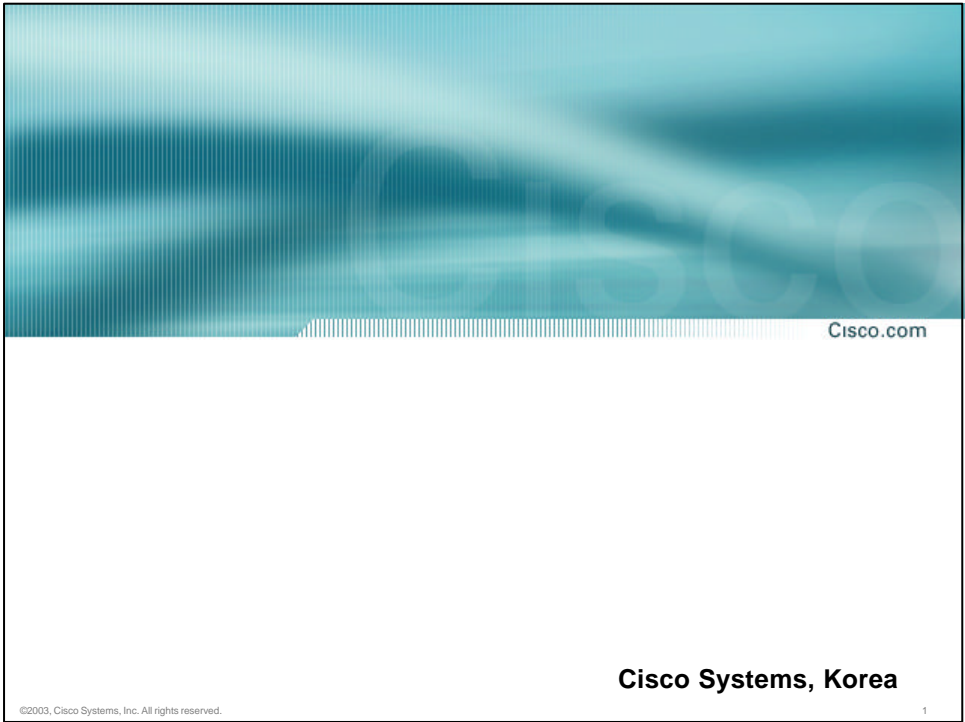 Cisco
Cisco.com
Cisco Systems, Korea
©2003, Cisco Systems, Inc. All rights reserved.
1